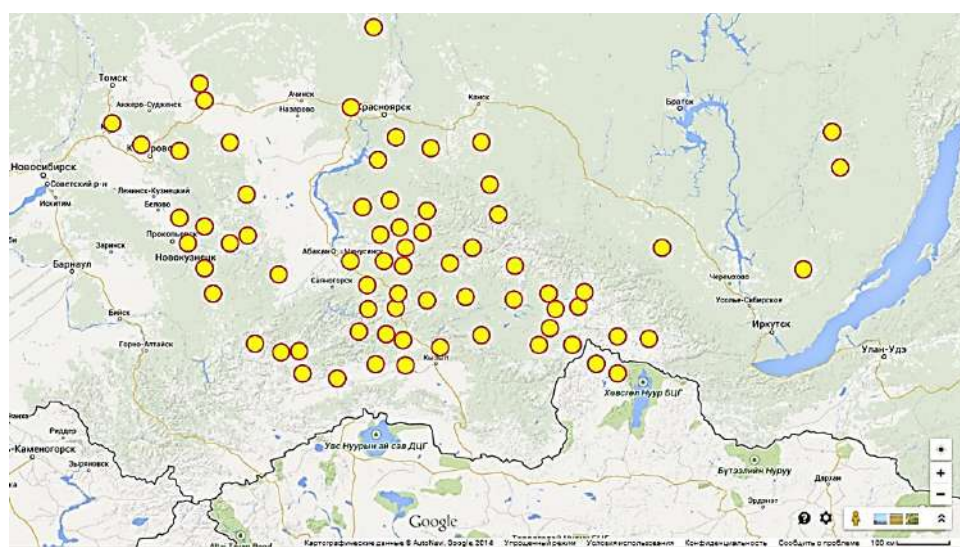 Томск
Анжеро-Судженск
Ачинск
Назарово
Красноярск
Канск
Братск
Новосибирск
Советский р-н
Искитим
Ленинск-Кузнецкий
Белово
Прокопьевск
Новокузнецк
Заринск
Барнаул
Бийск
Горно-Алтайск
Абакан
Минусинск
Саяногорск
Кызыл
Черемхово
Усолье-Сибирское
Иркутск
Улан-Удэ
Хөвсгөл Нуур БЦГ
Увс Нуурын ай сав ДЦГ
Риддер
Зыряновск
Бүтээлийн Нуруу
Дархан
Эрдэнэт
Google
Картографические данные © AutoNavi, Google 2014 Упрощенный режим Условия использования Конфиденциальность Сообщить о проблеме 100 км